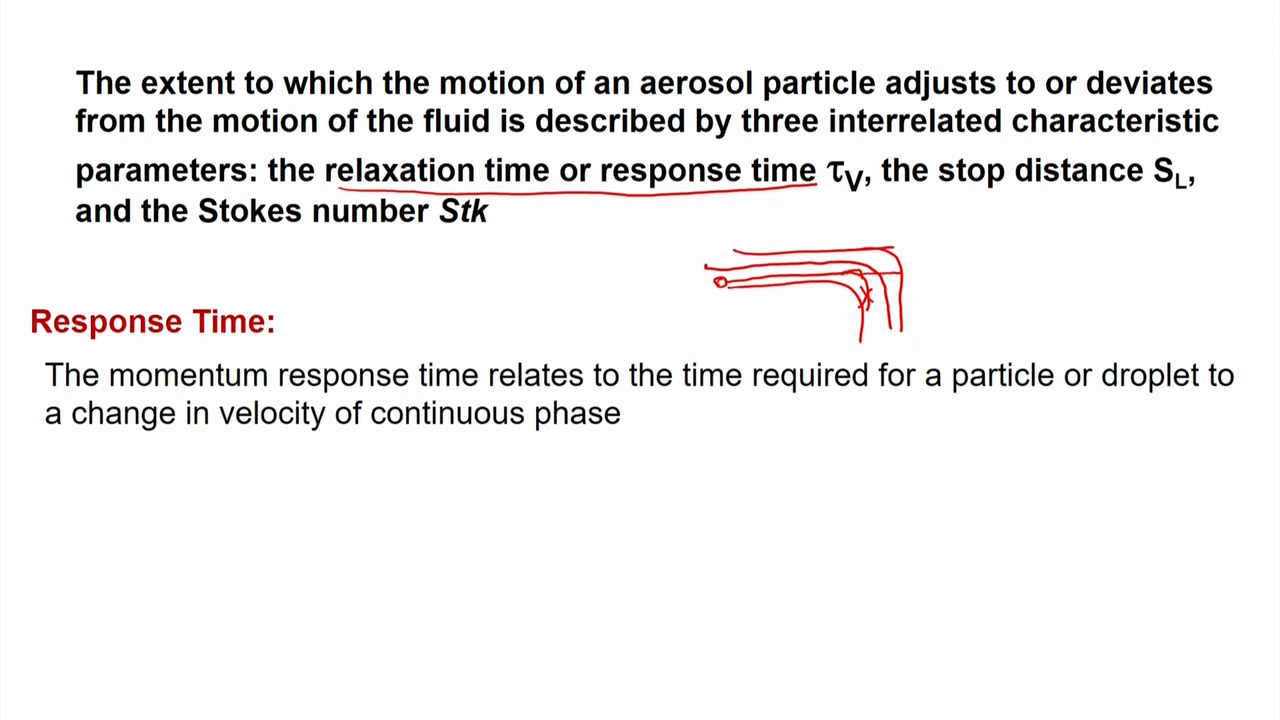 The extent to which the motion of an aerosol particle adjusts to or deviates
from the motion of the fluid is described by three interrelated characteristic
parameters: the relaxation time or response time τV, the stop distance SL,
and the Stokes number Stk
Response Time:
The momentum response time relates to the time required for a particle or droplet to
a change in velocity of continuous phase